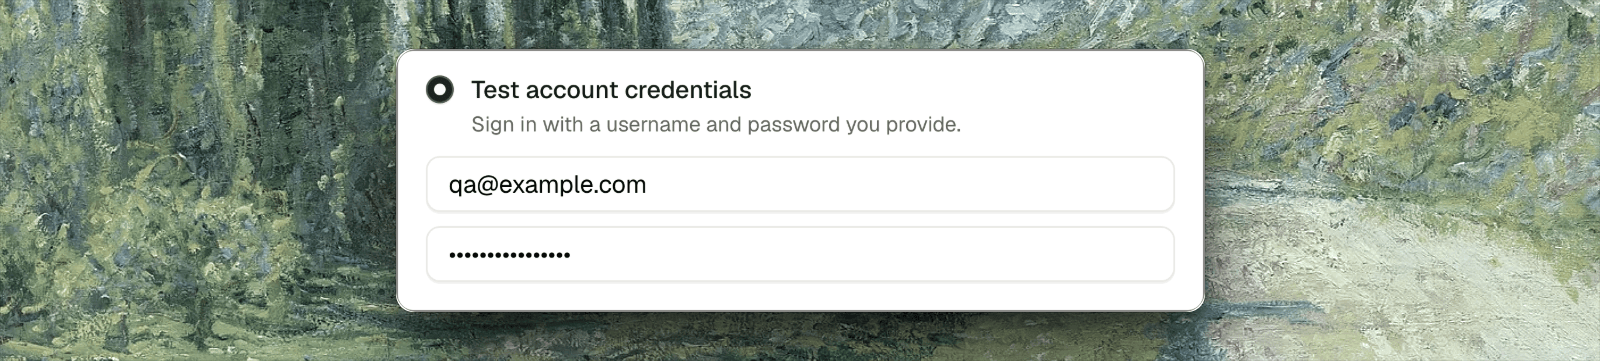 Test account credentials
Sign in with a username and password you provide.
qa@example.com
••••••••••••••••